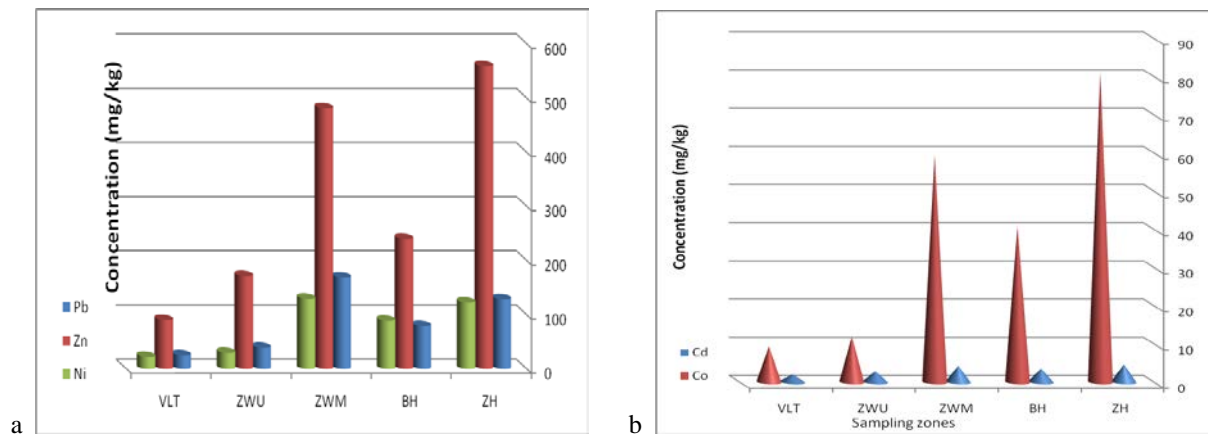 Concentration (mg/kg)
600
500
400
300
200
100
0
Pb
Zn
Ni
VLT ZWU ZWM BH ZH
a
Concentration (mg/kg)
90
80
70
60
50
40
30
20
10
0
Cd
Co
VLT ZWU ZWM BH ZH
Sampling zones
b